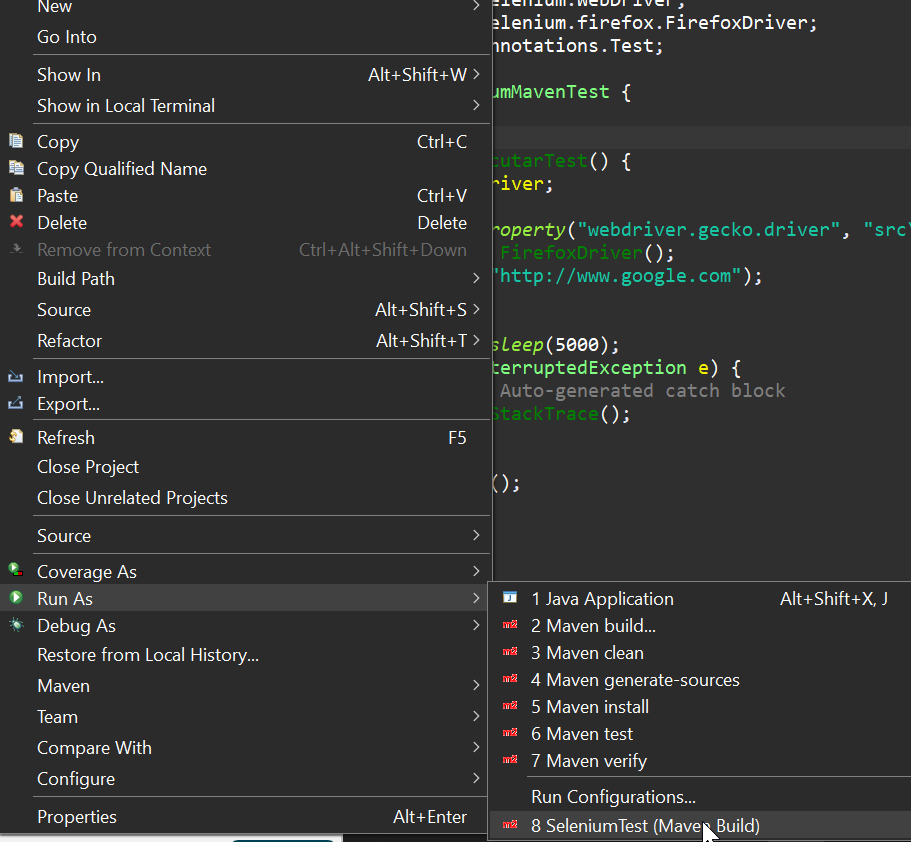 New
elenium.WebDriver;
Go Into
elenium.firefox.FirefoxDriver;
nnotations.Test;
Show In Alt+Shift+W
Show in Local Terminal
umMavenTest {
Copy Ctrl+C
Copy Qualified Name
cutarTest() {
Paste Ctrl+V
river;
Delete Delete
roperty("webdriver.gecko.driver", "src\
Remove from Context Ctrl+Alt+Shift+Down
FirefoxDriver();
Build Path
"http://www.google.com");
Source Alt+Shift+S
Refactor Alt+Shift+T
sleep(5000);
terruptedException e) {
Import...
Auto-generated catch block
Export...
StackTrace();
Refresh F5
Close Project
();
Close Unrelated Projects
Source
Coverage As
Run As
Debug As
Restore from Local History...
Maven
Team
Compare With
Configure
Properties Alt+Enter
1 Java Application Alt+Shift+X, J
2 Maven build...
3 Maven clean
4 Maven generate-sources
5 Maven install
6 Maven test
7 Maven verify
Run Configurations...
8 SeleniumTest (Maven Build)